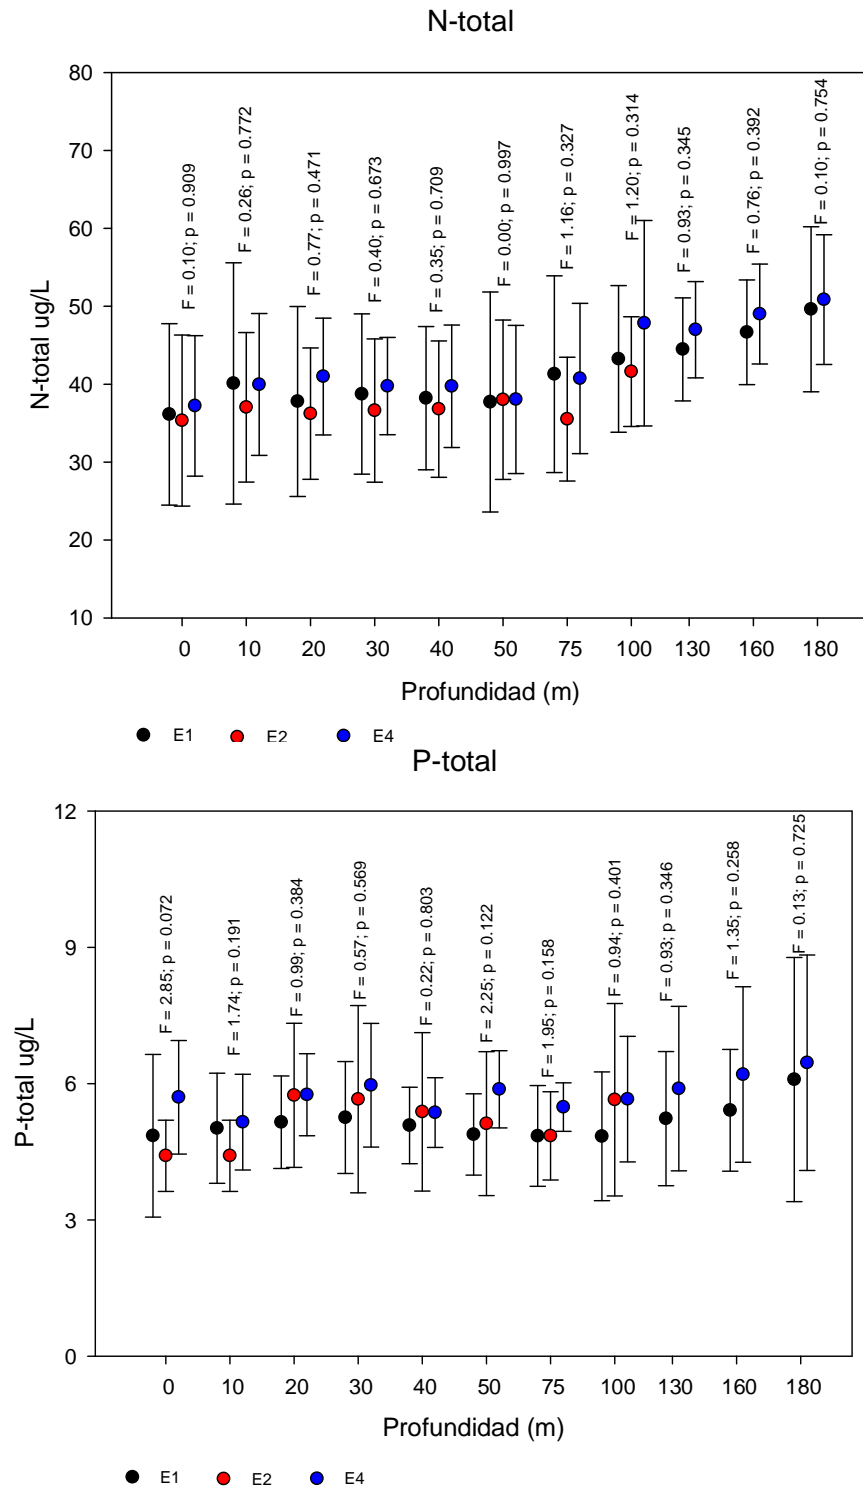 N-total
80
70
60
50
40
30
20
10
N-total ug/L
F = 0.10; p = 0.909
F = 0.26; p = 0.772
F = 0.77; p = 0.471
F = 0.40; p = 0.673
F = 0.35; p = 0.709
F = 0.00; p = 0.997
F = 1.16; p = 0.327
F = 1.20; p = 0.314
F = 0.93; p = 0.345
F = 0.76; p = 0.392
F = 0.10; p = 0.754
0 10 20 30 40 50 75 100 130 160 180
Profundidad (m)
E1 E2 E4
P-total
12
9
6
3
0
P-total ug/L
F = 2.85; p = 0.072
F = 1.74; p = 0.191
F = 0.99; p = 0.384
F = 0.57; p = 0.569
F = 0.22; p = 0.803
F = 2.25; p = 0.122
F = 1.95; p = 0.158
F = 0.94; p = 0.401
F = 0.93; p = 0.346
F = 1.35; p = 0.258
F = 0.13; p = 0.725
0 10 20 30 40 50 75 100 130 160 180
Profundidad (m)
E1 E2 E4